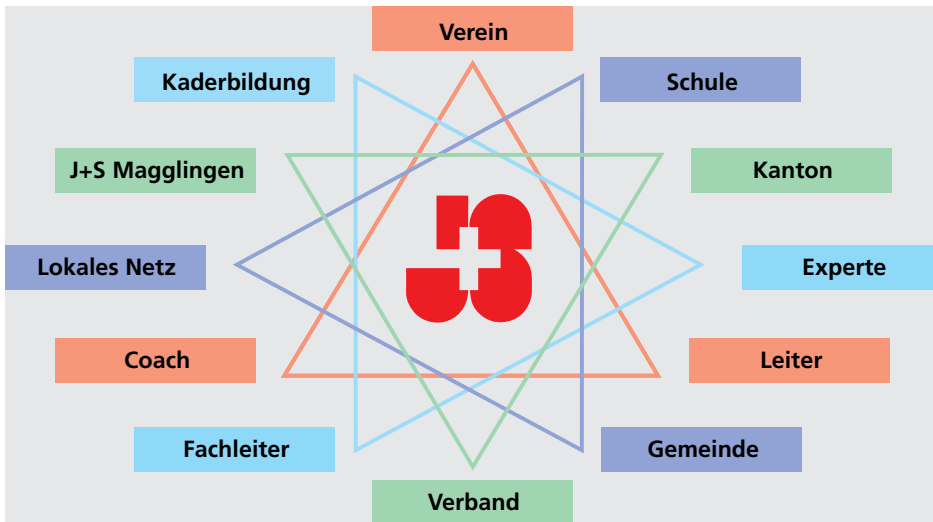 Verein
Kaderbildung
Schule
J+S Magglingen
Kanton
Lokales Netz
Experte
Coach
Leiter
Fachleiter
Gemeinde
Verband